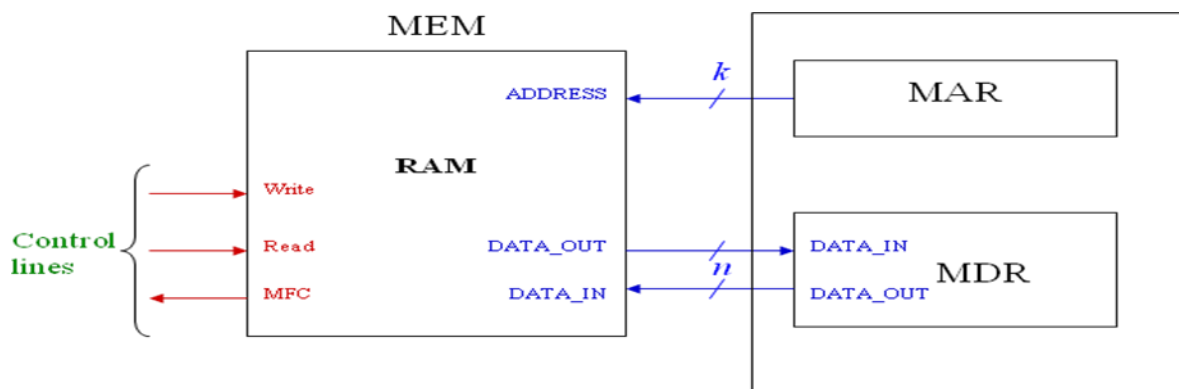 MEM
k
ADDRESS
MAR
RAM
Write
Control
lines
Read
DATA_OUT
DATA_IN
n
MDR
MFC
DATA_IN
DATA_OUT